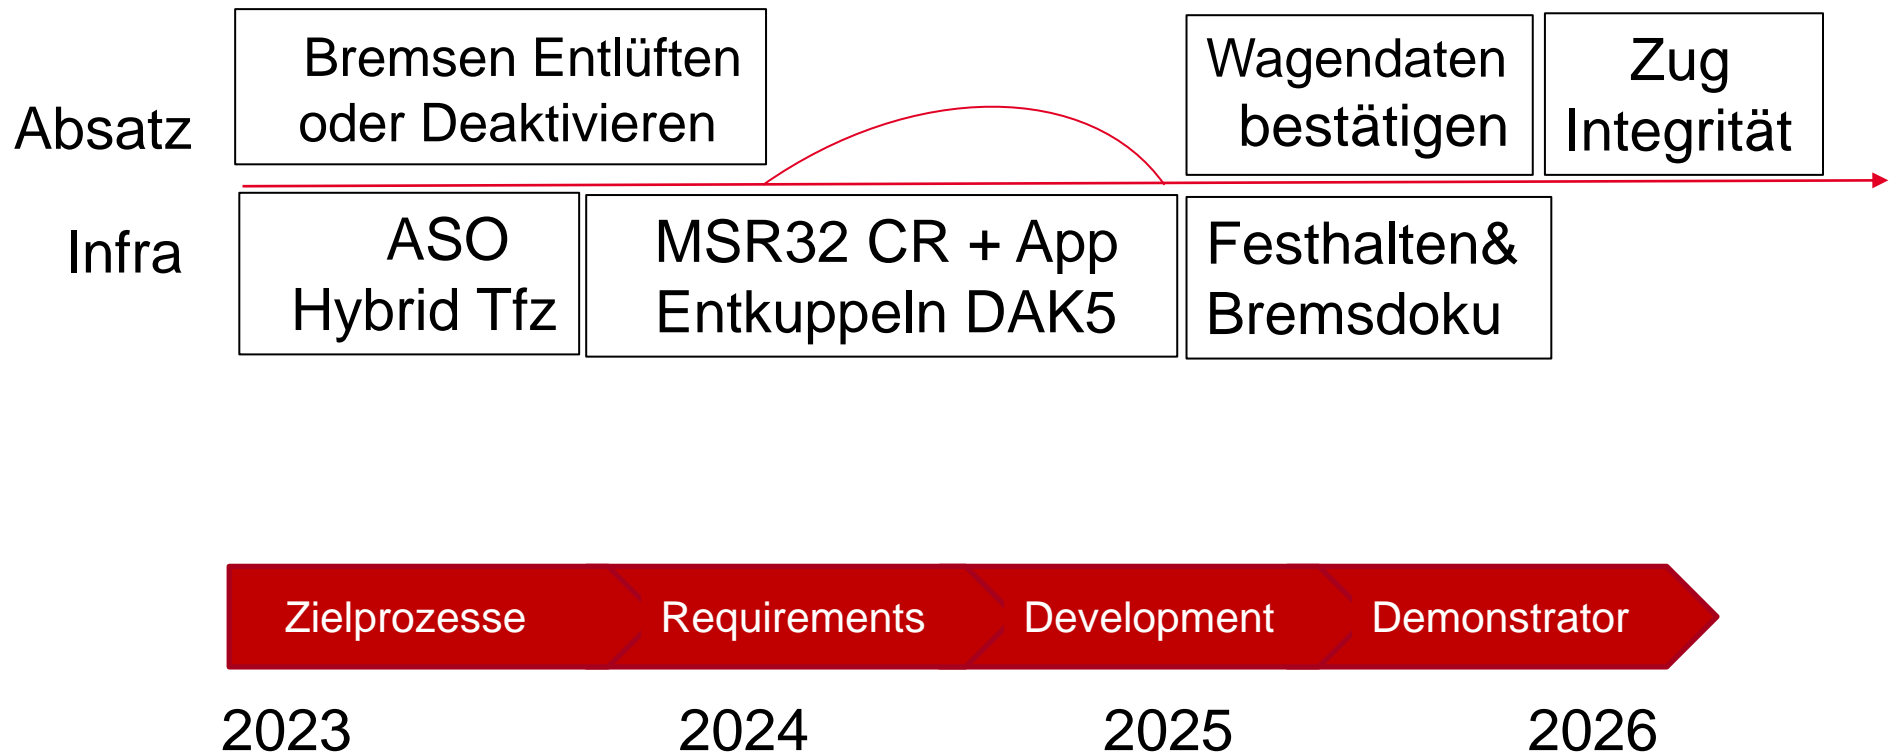 Absatz
Bremsen Entlüften
oder Deaktivieren
Wagendaten
bestätigen
Zug
Integrität
Infra
ASO
Hybrid Tfz
MSR32 CR + App
Entkuppeln DAK5
Festhalten&
Bremsdoku
Zielprozesse
Requirements
Development
Demonstrator
2023
2024
2025
2026